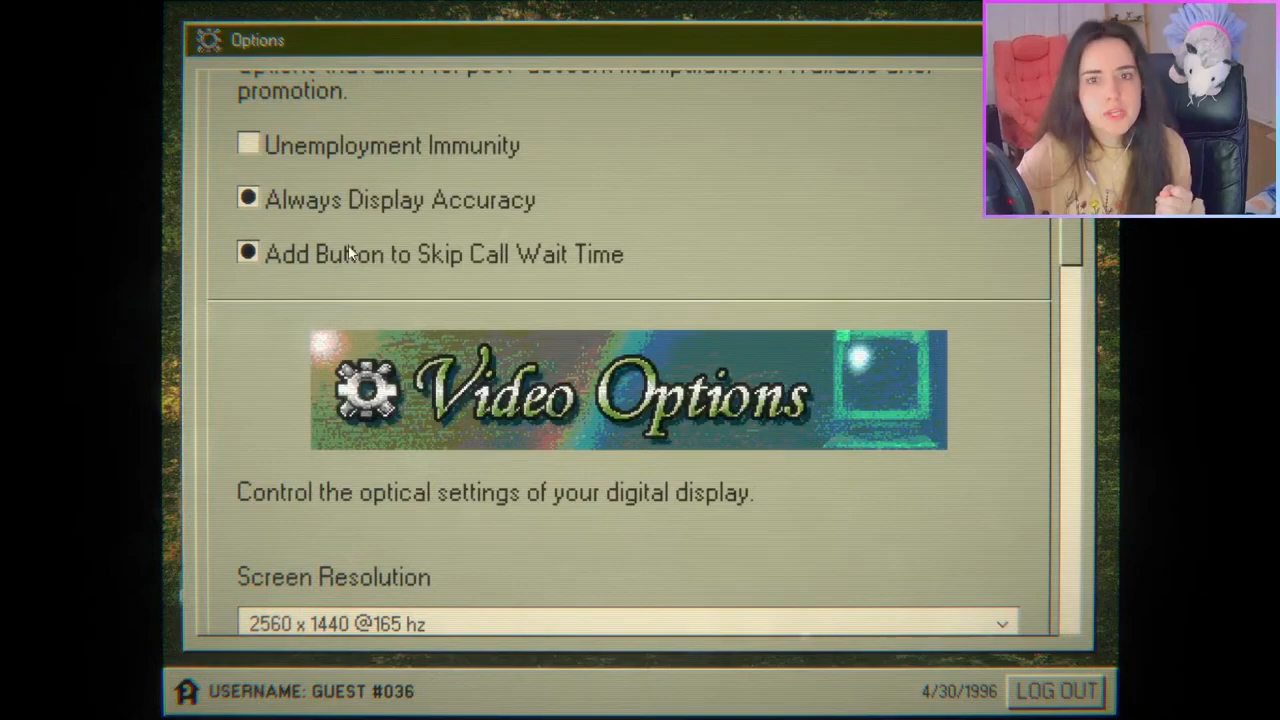 Options
promotion.
Unemployment Immunity
Always Display Accuracy
Add Button to Skip Call Wait Time
Video Options
Control the optical settings of your digital display.
Screen Resolution
2560 x 1440 @165 hz
USERNAME: GUEST #036
4/30/1996
LOG OUT